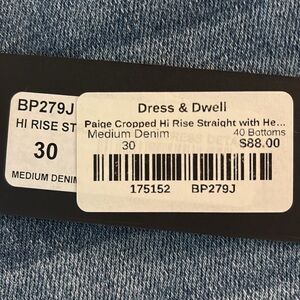 BP279J
HI RISE ST
30
MEDIUM DENIM
Dress & Dwell
Paige Cropped Hi Rise Straight with He...
Medium Denim 40 Bottoms
30 $88.00
175152 BP279J